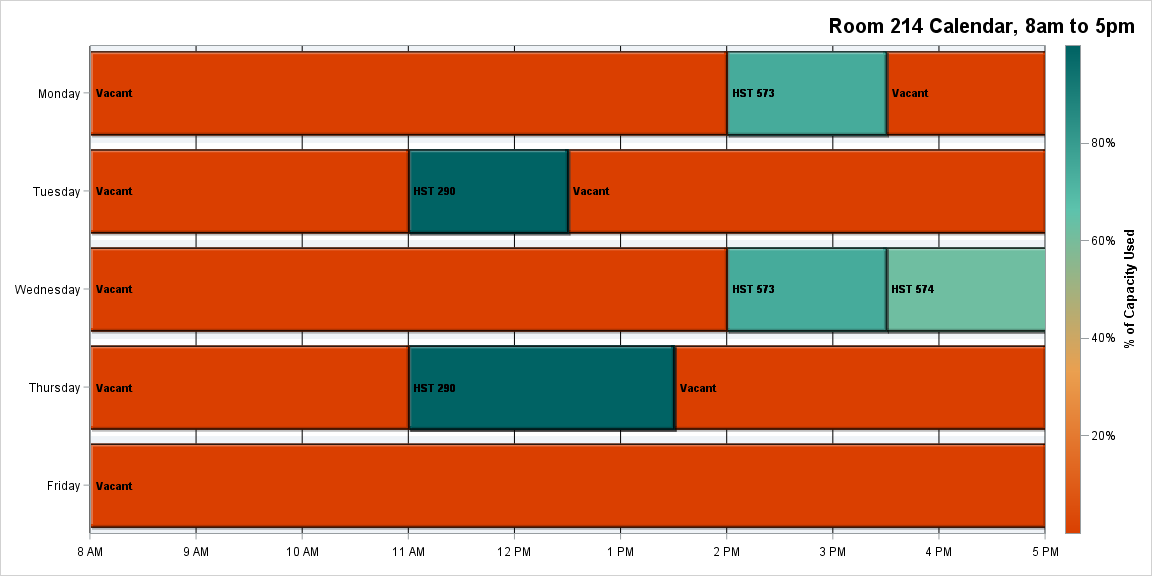 Room 214 Calendar, 8am to 5pm
Monday
Vacant
HST 573
Vacant
Tuesday
Vacant
HST 290
Vacant
Wednesday
Vacant
HST 573
HST 574
Thursday
Vacant
HST 290
Vacant
Friday
Vacant
8 AM
9 AM
10 AM
11 AM
12 PM
1 PM
2 PM
3 PM
4 PM
5 PM
80%
60%
40%
20%
% of Capacity Used